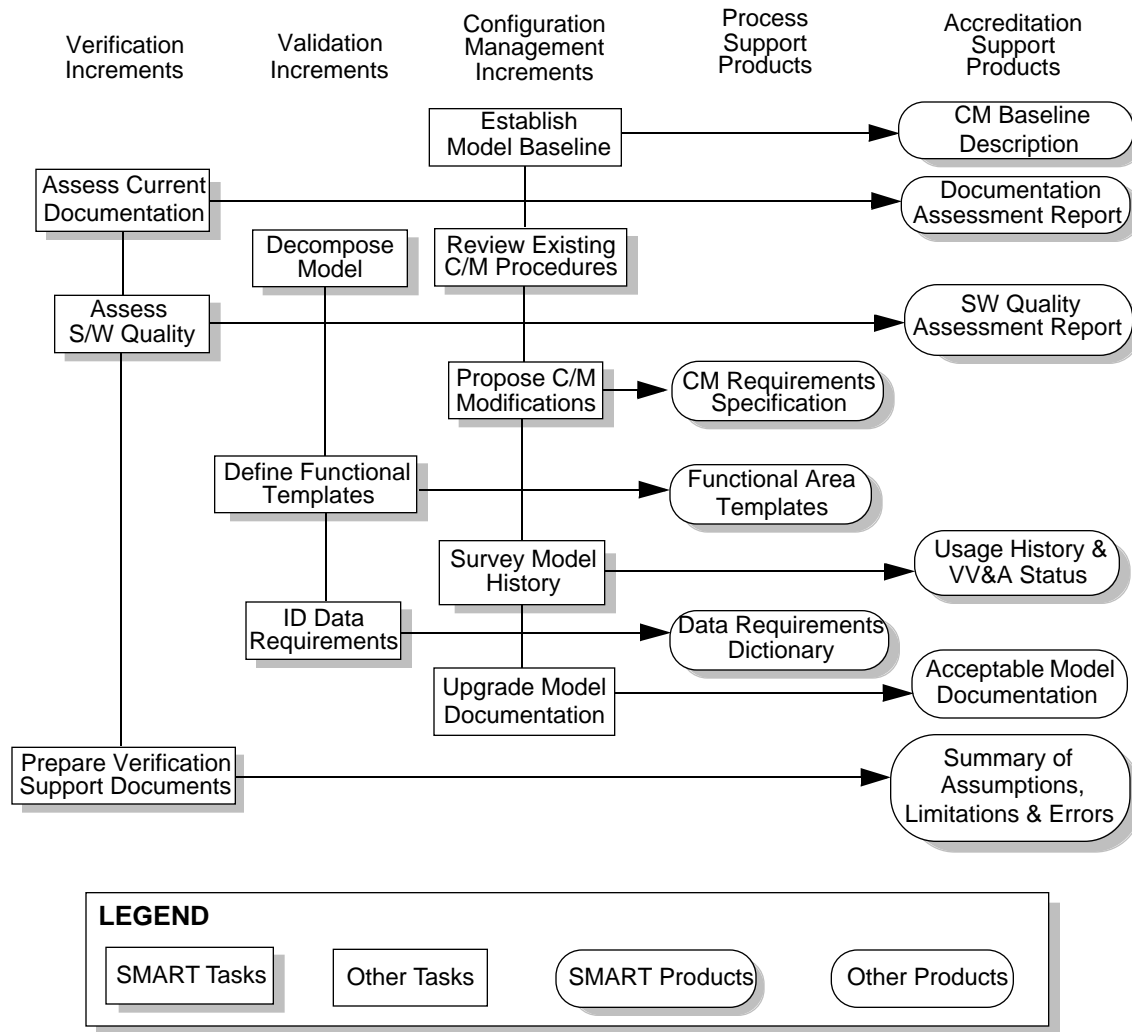 Verification
Increments
Validation
Increments
Configuration
Management
Increments
Process
Support
Products
Accreditation
Support
Products
Establish
Model Baseline
CM Baseline
Description
Assess Current
Documentation
Documentation
Assessment Report
Decompose
Model
Review Existing
C/M Procedures
Assess
S/W Quality
SW Quality
Assessment Report
Propose C/M
Modifications
CM Requirements
Specification
Define Functional
Templates
Functional Area
Templates
Survey Model
History
Usage History &
VV&A Status
ID Data
Requirements
Data Requirements
Dictionary
Upgrade Model
Documentation
Acceptable Model
Documentation
Prepare Verification
Support Documents
Summary of
Assumptions,
Limitations & Errors
LEGEND
SMART Tasks
Other Tasks
SMART Products
Other Products